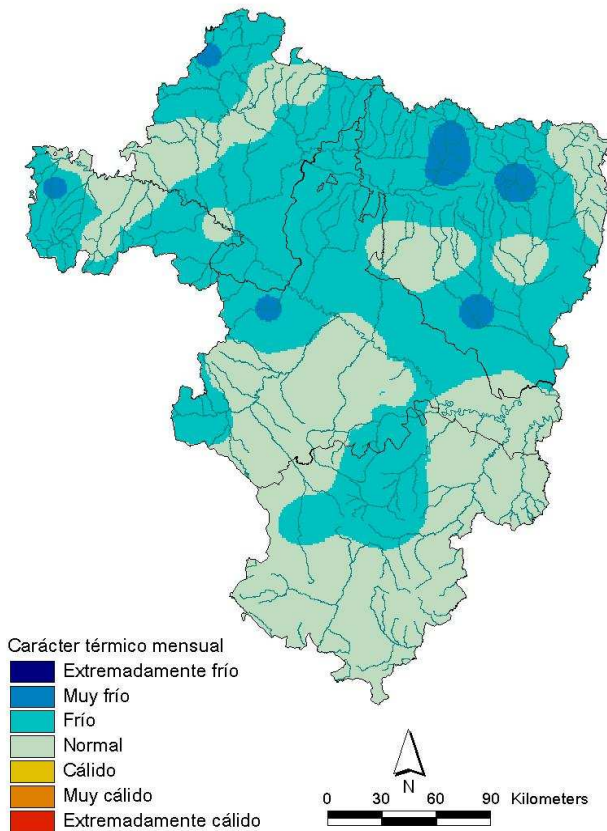 Carácter térmico mensual
Extremadamente frío
Muy frío
Frío
Normal
Cálido
Muy cálido
Extremadamente cálido
N
0 30 60 90 Kilometers